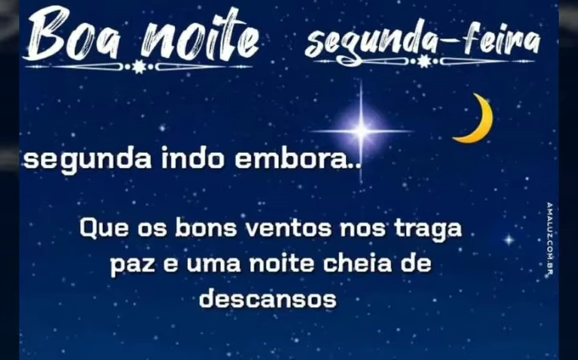 Boa noite segunda-feira
segunda indo embora..
Que os bons ventos nos traga
paz e uma noite cheia de
descansos
AMALUZ.COM.BR